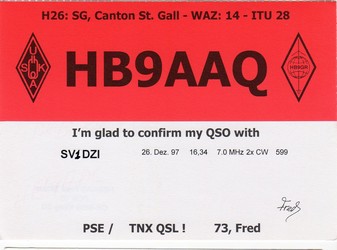 H26: SG, Canton St. Gall - WAZ: 14 - ITU 28
HB9AAQ
I'm glad to confirm my QSO with
SV1DZI 26. Dez. 97 16,34 7.0 MHz 2x CW 599
Fred
PSE / TNX QSL ! 73, Fred